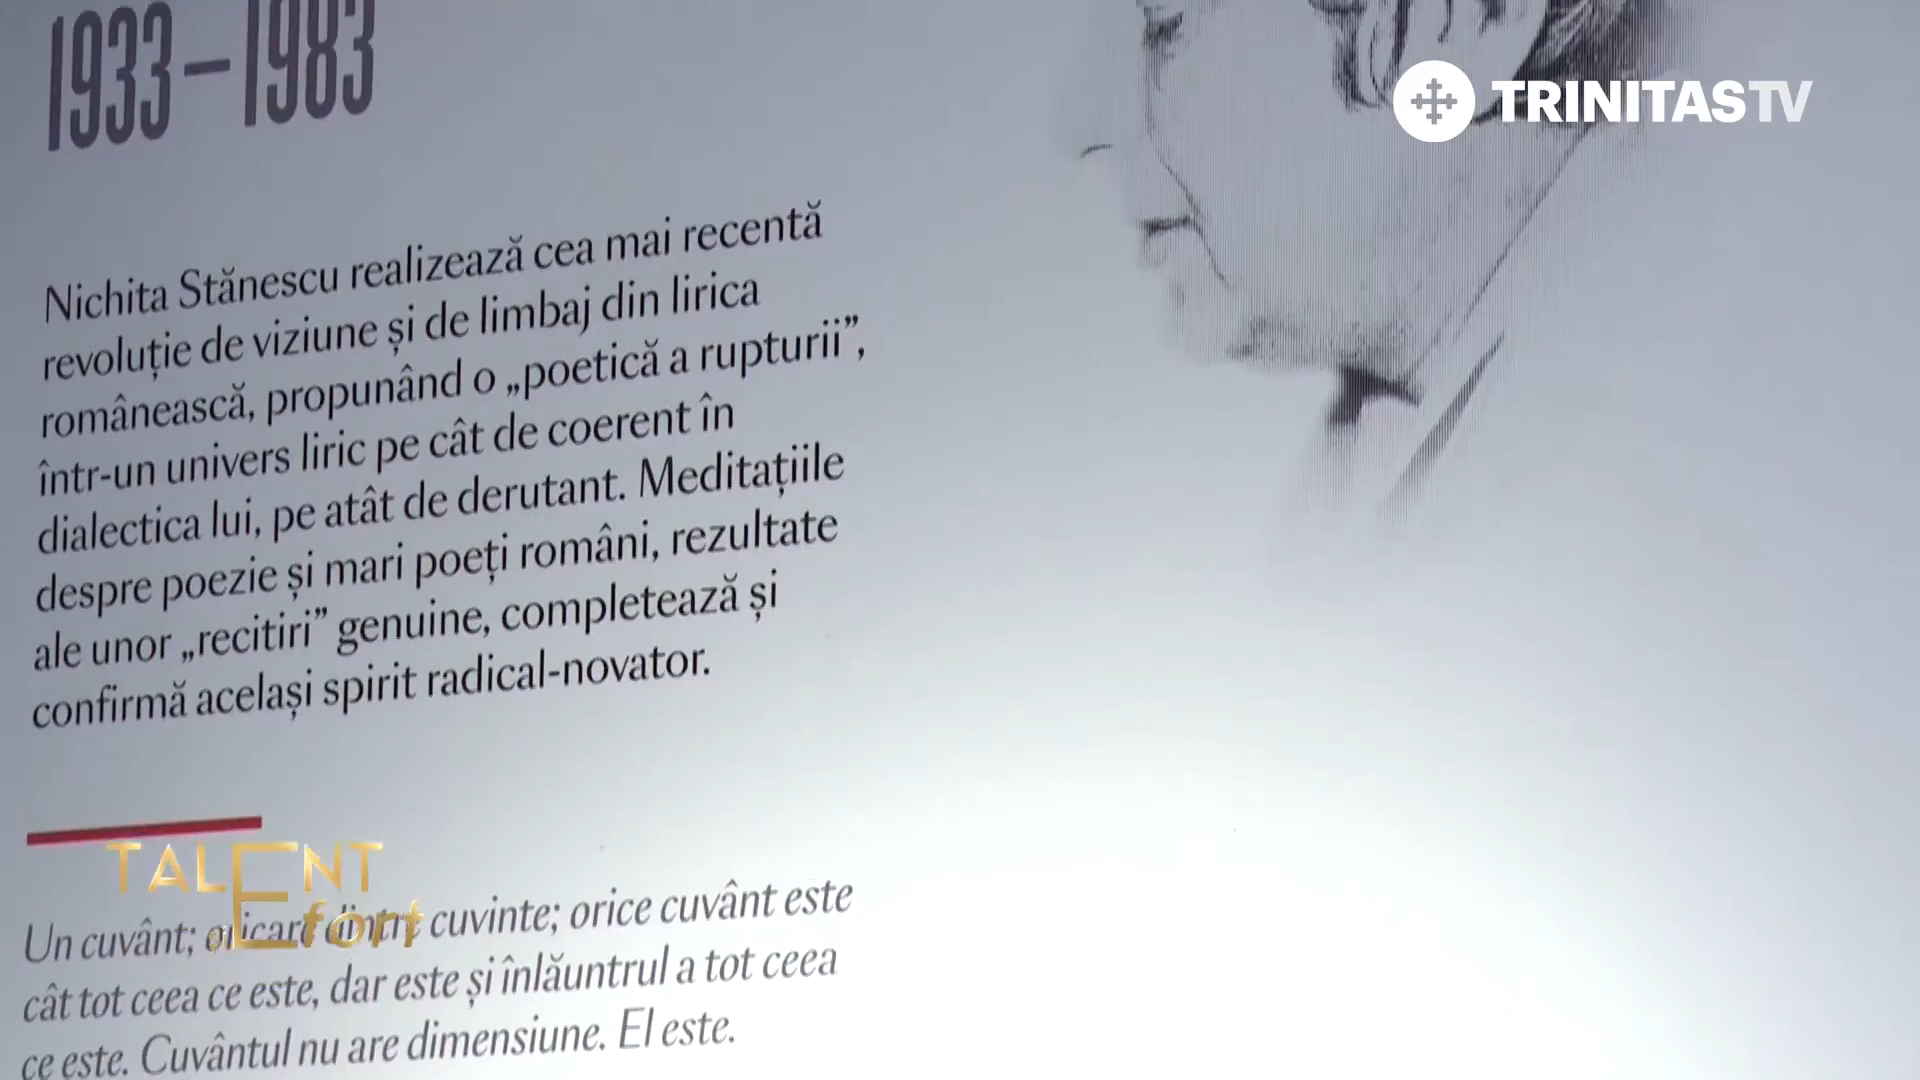 1933–1983
TRINITAS TV
Nichita Stănescu realizează cea mai recentă
revoluție de viziune și de limbaj din lirica
românească, propunând o „poetică a rupturii”,
într-un univers liric pe cât de coerent în
dialectica lui, pe atât de derutant. Meditațiile
despre poezie și mari poeți români, rezultate
ale unor „recitiri” genuine, completează și
confirmă același spirit radical-novator.
TALENT
Efort
Un cuvânt; oricare dintre cuvinte; orice cuvânt este
cât tot ceea ce este, dar este și înlăuntrul a tot ceea
ce este. Cuvântul nu are dimensiune. El este.